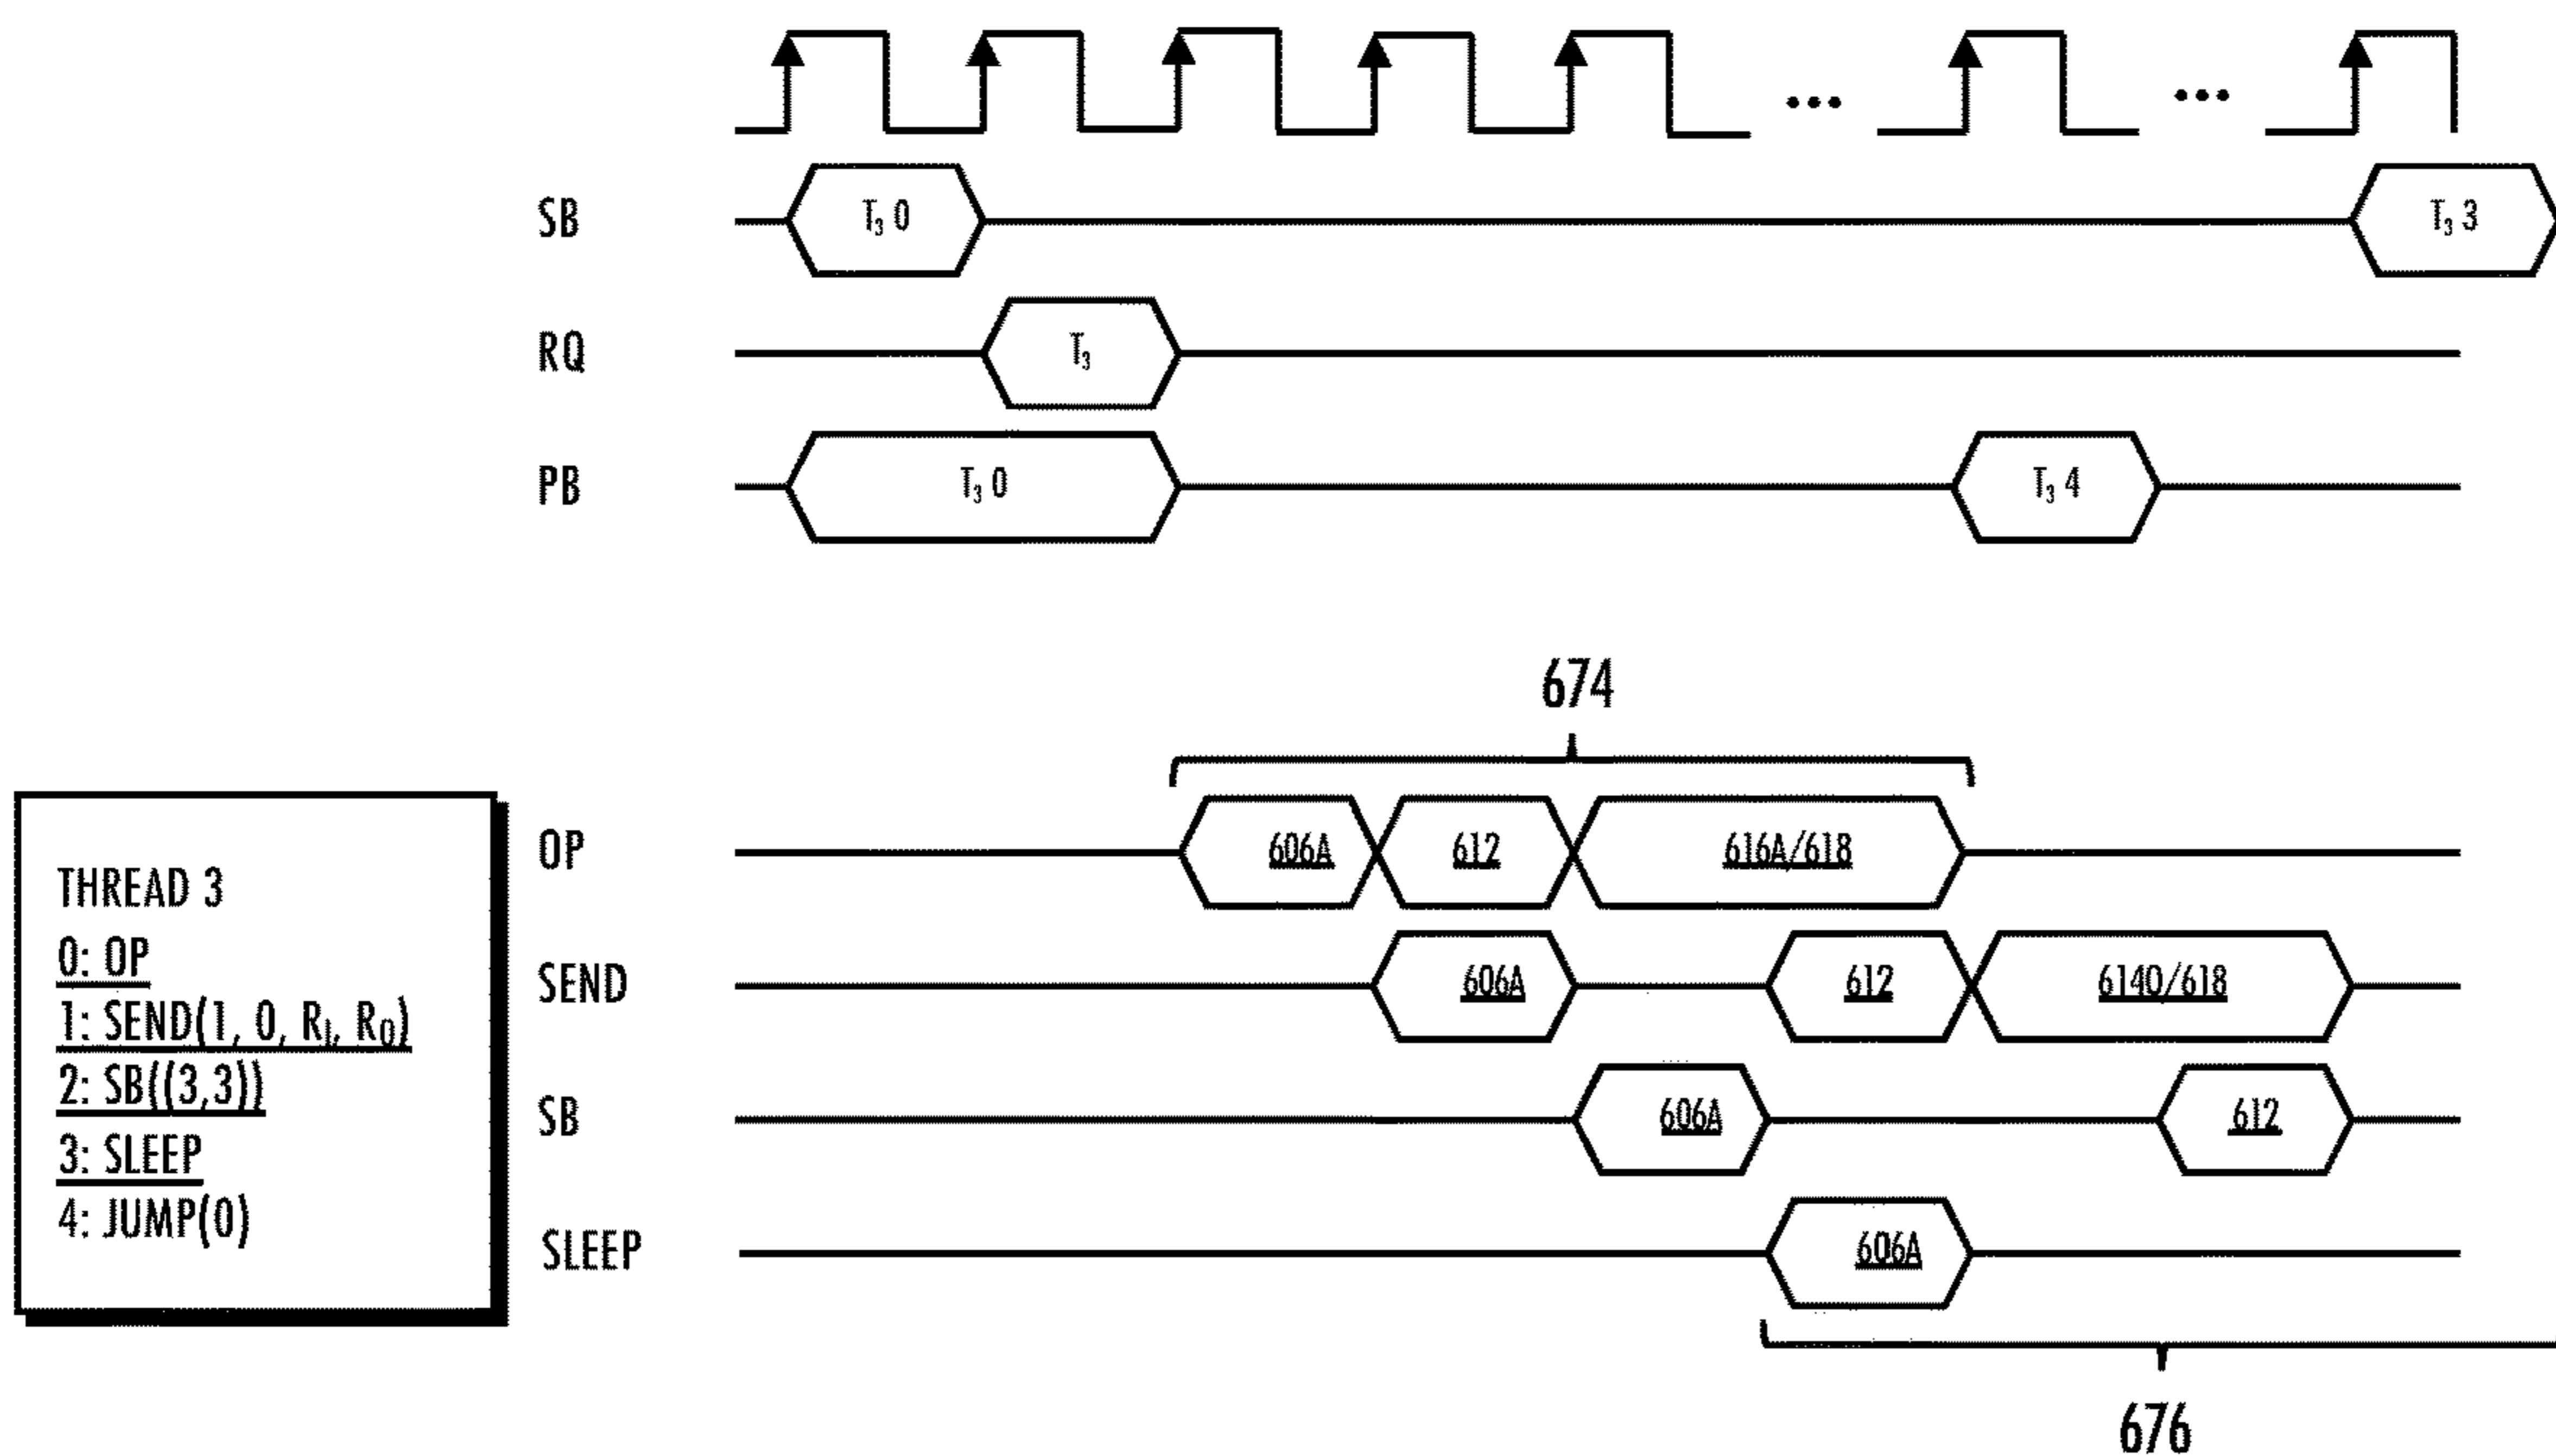 ...
...
SB
T₃ 0
T₃ 3
RQ
T₃
PB
T₃ 0
T₃ 4
674
THREAD 3
0: OP
1: SEND(1, 0, R₁, R₀)
2: SB((3,3))
3: SLEEP
4: JUMP(0)
OP
606A
612
616A/618
SEND
606A
612
614O/618
SB
606A
612
SLEEP
606A
676